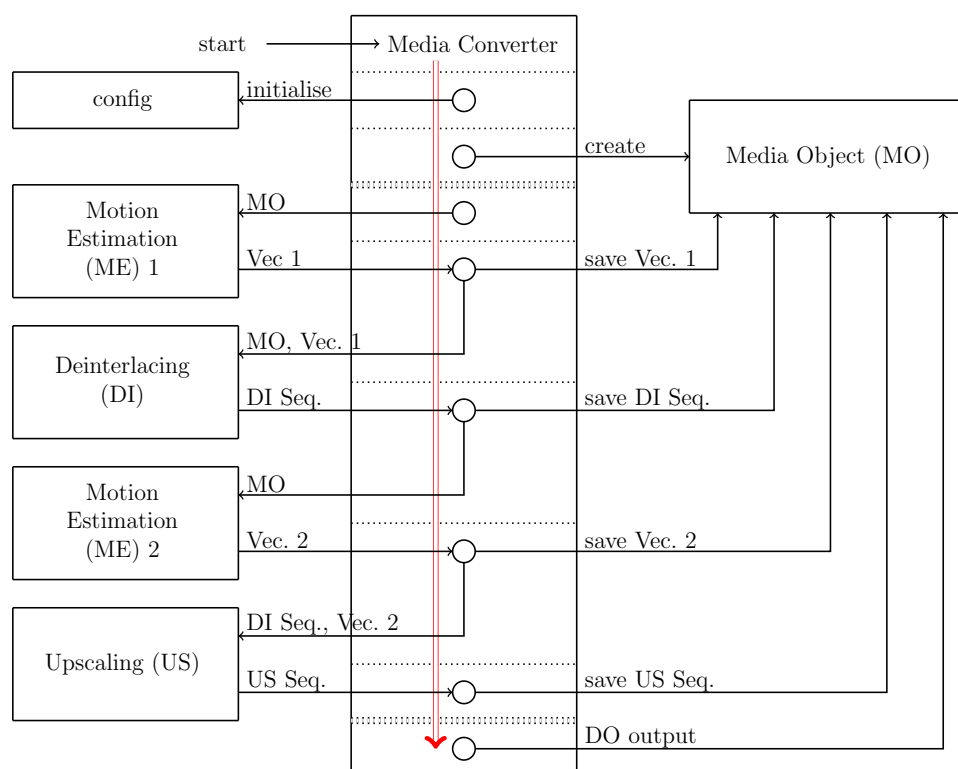 start
Media Converter
config
initialise
create
Media Object (MO)
Motion
Estimation
(ME) 1
MO
Vec 1
save Vec. 1
Deinterlacing
(DI)
MO, Vec. 1
DI Seq.
save DI Seq.
Motion
Estimation
(ME) 2
MO
Vec. 2
save Vec. 2
Upscaling (US)
DI Seq., Vec. 2
US Seq.
save US Seq.
DO output